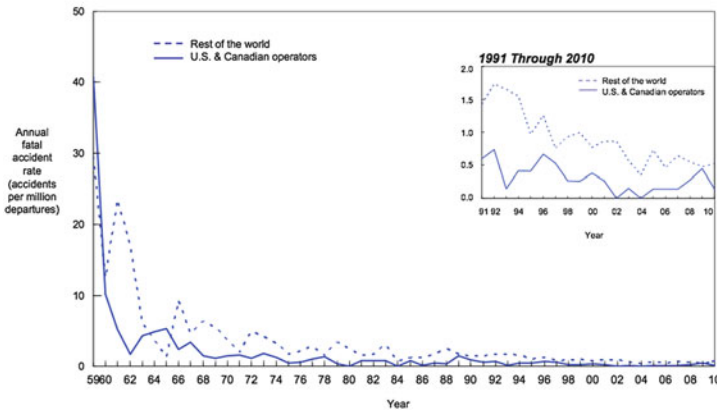 50
40
30
20
10
0
Annual
fatal
accident
rate
(accidents
per million
departures)
Rest of the world
U.S. & Canadian operators
5960 62 64 66 68 70 72 74 76 78 80 82 84 86 88 90 92 94 96 98 00 02 04 06 08 10
Year
1991 Through 2010
2.0
1.5
1.0
0.5
0.0
Rest of the world
U.S. & Canadian operators
91 92 94 96 98 00 02 04 06 08 10
Year